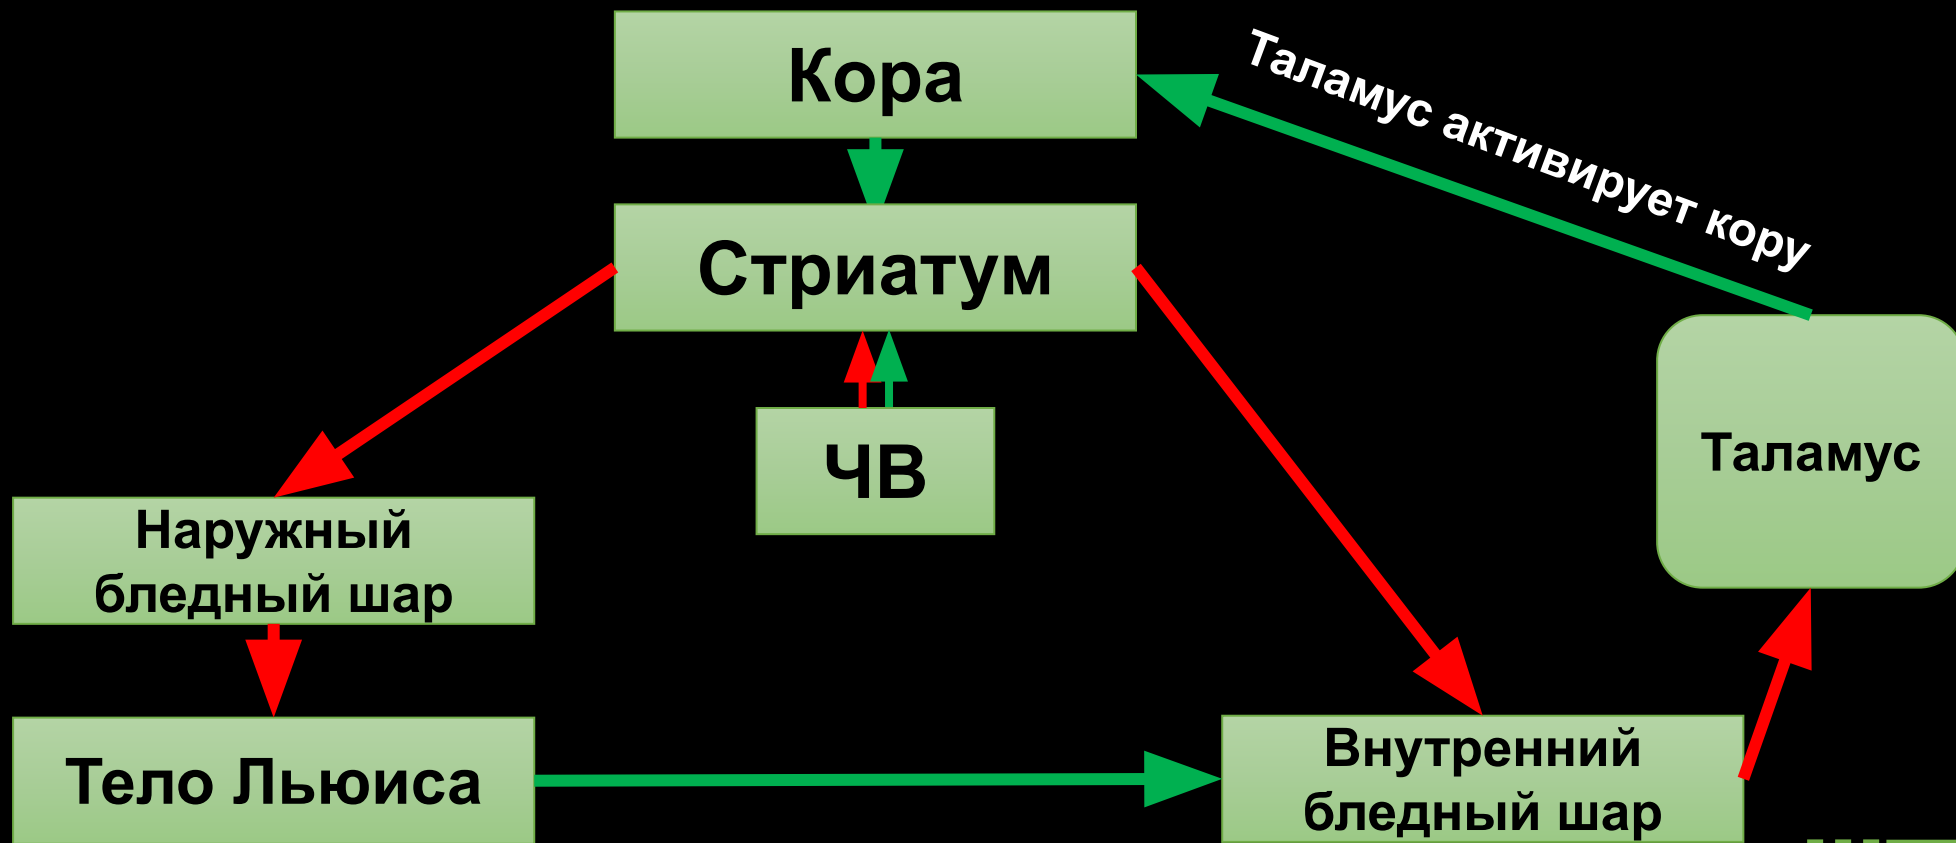 Кора
Таламус активирует кору
Стриатум
ЧВ
Таламус
Наружный
бледный шар
Тело Льюиса
Внутренний
бледный шар